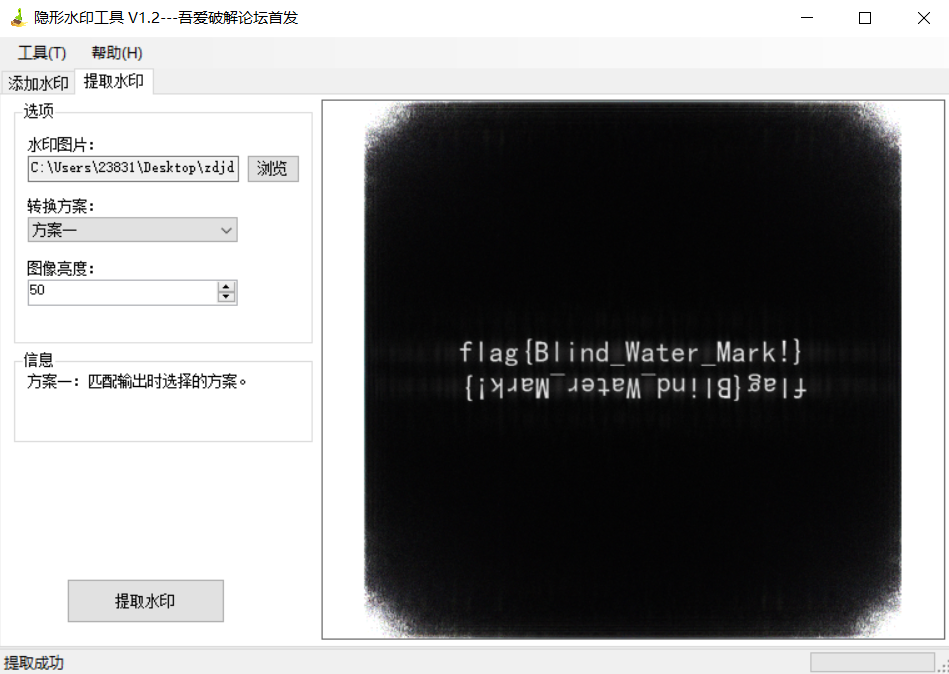 隐形水印工具 V1.2---吾爱破解论坛首发
工具(T) 帮助(H)
添加水印 提取水印
选项
水印图片:
C:\Users\23831\Desktop\zdjd 浏览
转换方案:
方案一
图像亮度:
50
信息
方案一: 匹配输出时选择的方案。
提取水印
flag{Blind_Water_Mark!}
flag{Blind_Water_Mark!}
提取成功